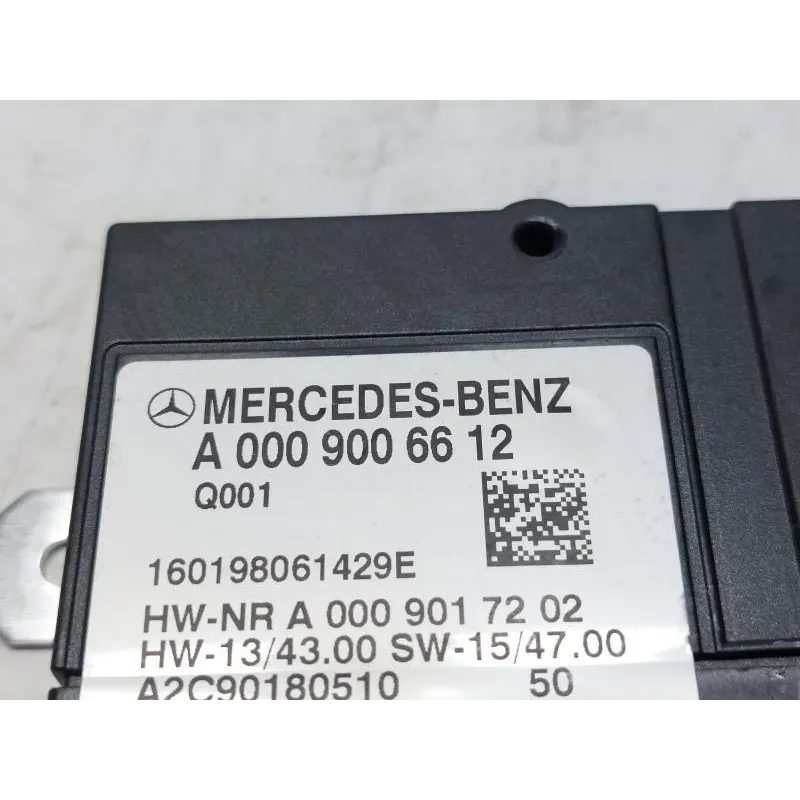 MERCEDES-BENZ
A 000 900 66 12
Q001
160198061429E
HW-NR A 000 901 72 02
HW-13/43.00 SW-15/47.00
A2C90180510 50